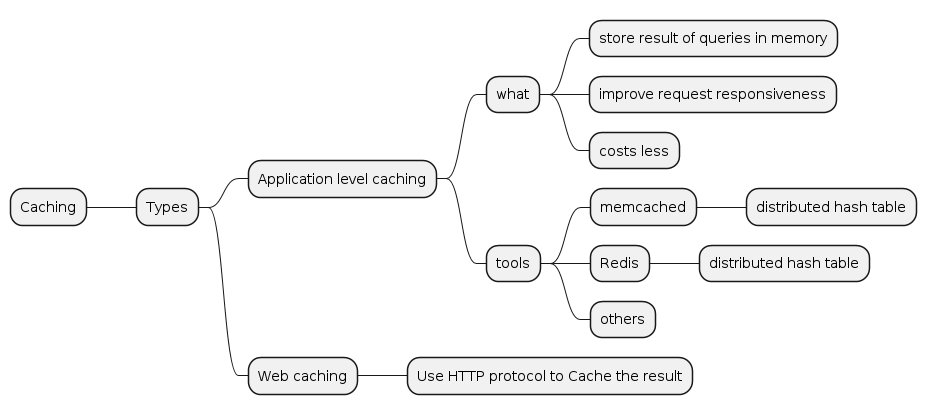 Caching
Types
Application level caching
what
store result of queries in memory
improve request responsiveness
costs less
tools
memcached
distributed hash table
Redis
distributed hash table
others
Web caching
Use HTTP protocol to Cache the result